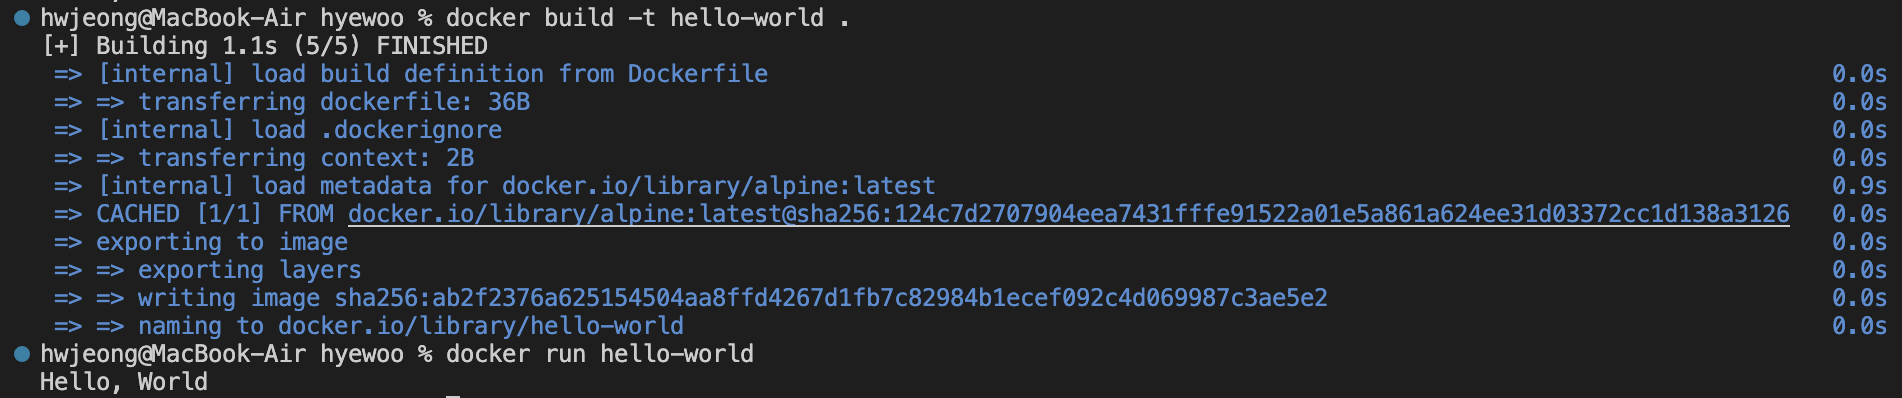 hwjeong@MacBook-Air hyewoo % docker build -t hello-world .
[+] Building 1.1s (5/5) FINISHED
=> [internal] load build definition from Dockerfile 0.0s
=> => transferring dockerfile: 36B 0.0s
=> [internal] load .dockerignore 0.0s
=> => transferring context: 2B 0.0s
=> [internal] load metadata for docker.io/library/alpine:latest 0.9s
=> CACHED [1/1] FROM docker.io/library/alpine:latest@sha256:124c7d2707904eea7431fffe91522a01e5a861a624ee31d03372cc1d138a3126 0.0s
=> exporting to image 0.0s
=> => exporting layers 0.0s
=> => writing image sha256:ab2f2376a625154504aa8ffd4267d1fb7c82984b1ecef092c4d069987c3ae5e2 0.0s
=> => naming to docker.io/library/hello-world 0.0s
hwjeong@MacBook-Air hyewoo % docker run hello-world
Hello, World